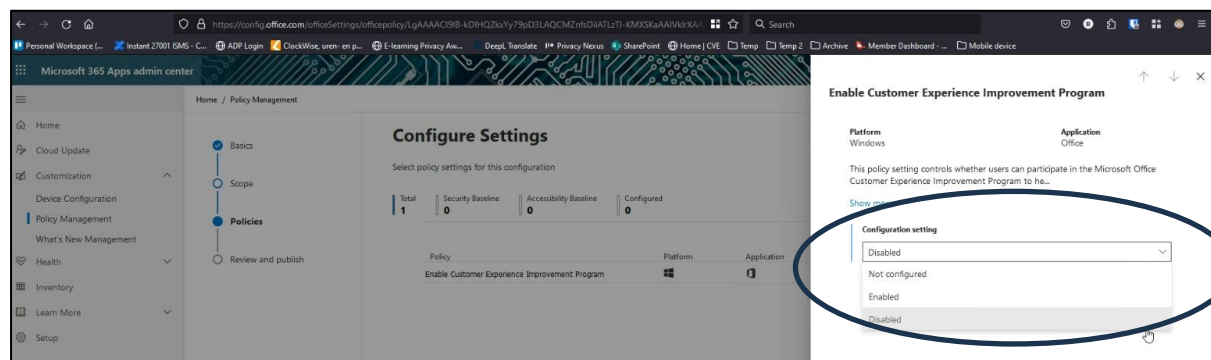 https://config.office.com/officeSettings/officepolicy/
Search
Personal Workspace (...
Instant 27001 ISMS - C...
ADP Login
ClockWise, uren- en p...
E-learning Privacy Aw...
DeepL Translate
Privacy Nexus
SharePoint
Home | CVE
Temp
Temp 2
Archive
Member Dashboard - ...
Mobile device
Microsoft 365 Apps admin center
Home
Cloud Update
Customization
Device Configuration
Policy Management
What's New Management
Health
Inventory
Learn More
Setup
Home / Policy Management
Basics
Scope
Policies
Review and publish
Configure Settings
Select policy settings for this configuration
Total
1
Security Baseline
0
Accessibility Baseline
0
Configured
0
Policy Platform Application
Enable Customer Experience Improvement Program
Enable Customer Experience Improvement Program
Platform Application
Windows Office
This policy setting controls whether users can participate in the Microsoft Office
Customer Experience Improvement Program to he...
Show
Configuration setting
Disabled
Not configured
Enabled
Disabled